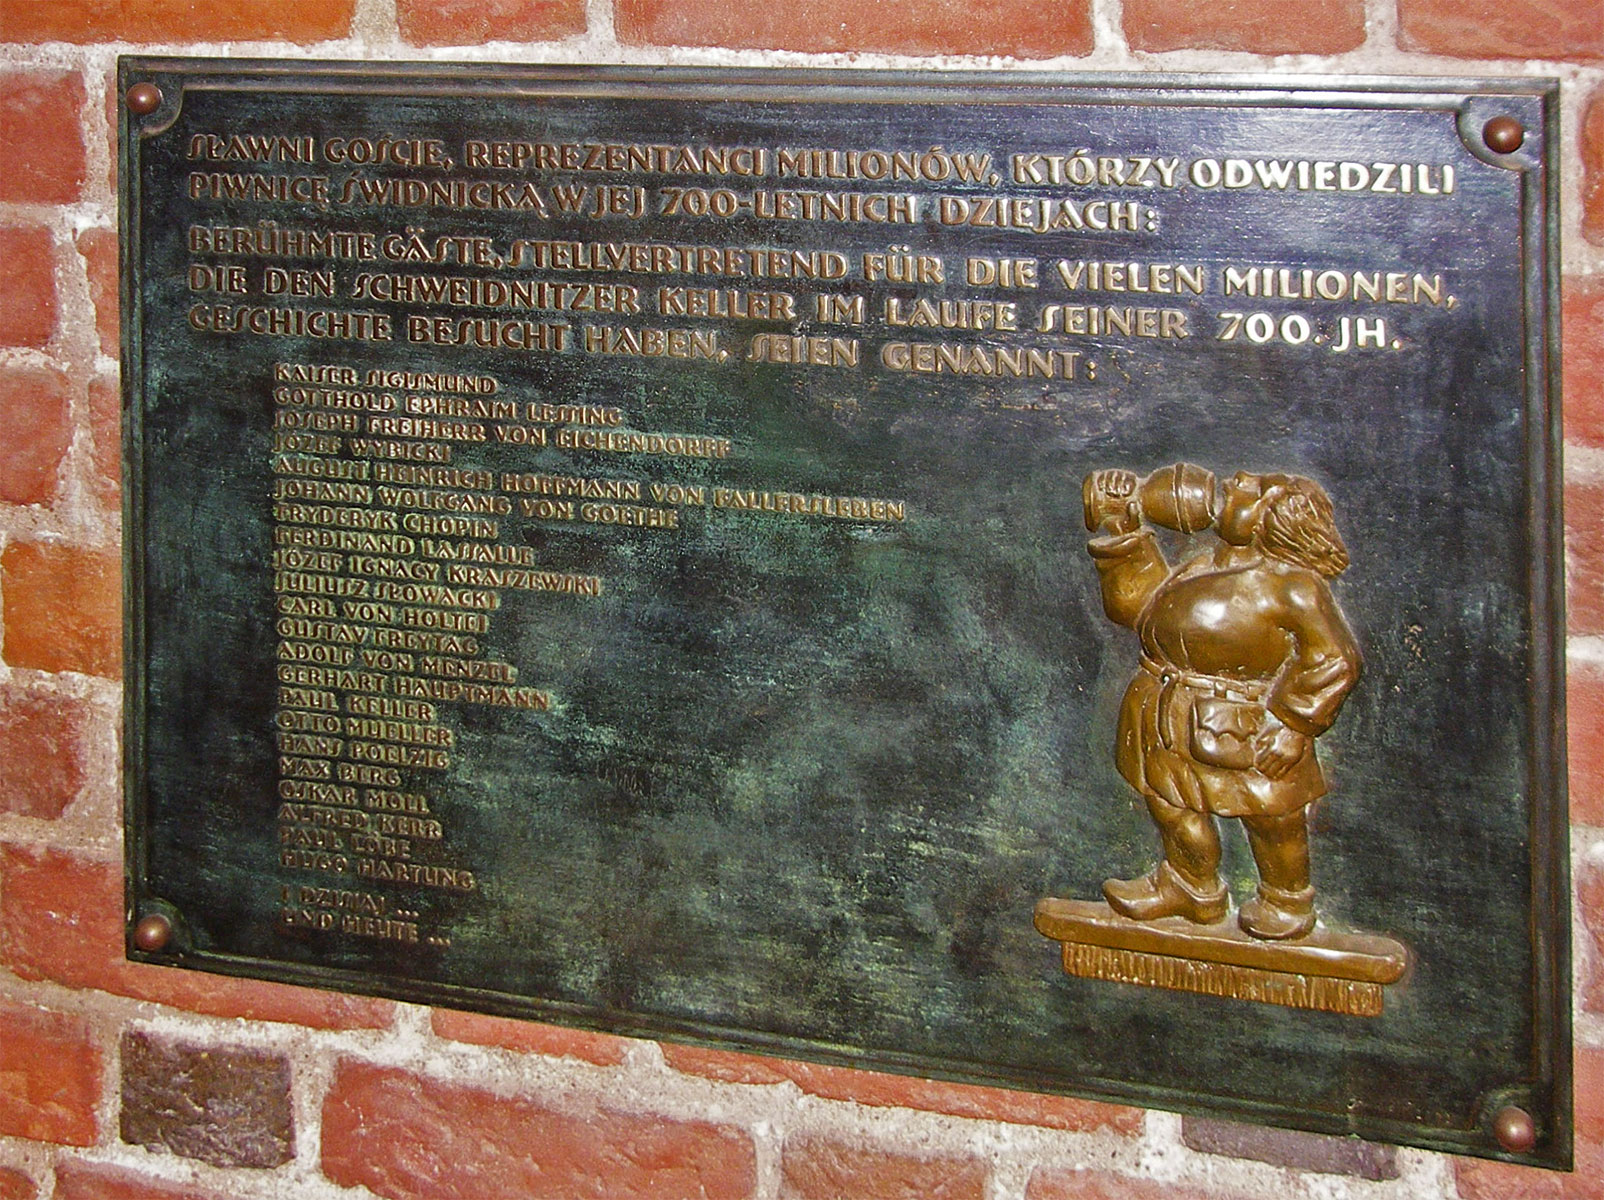 SŁAWNI GOŚCIE, REPREZENTANCI MILIONÓW, KTÓRZY ODWIEDZILI
PIWNICĘ ŚWIDNICKĄ W JEJ 700-LETNICH DZIEJACH:
BERÜHMTE GÄSTE, STELLVERTRETEND FÜR DIE VIELEN MILIONEN,
DIE DEN SCHWEIDNITZER KELLER IM LAUFE SEINER 700. JH.
GESCHICHTE BESUCHT HABEN, SEIEN GENANNT:
KAISER SIGISMUND
GOTTHOLD EPHRAIM LESSING
JOSEPH FREIHERR VON EICHENDORFF
JÓZEF WYBICKI
AUGUST HEINRICH HOFFMANN VON FALLERSLEBEN
JOHANN WOLFGANG VON GOETHE
FRYDERYK CHOPIN
FERDINAND LASSALLE
JÓZEF IGNACY KRASZEWSKI
JULIUSZ SŁOWACKI
CARL VON HOLTEI
GUSTAV FREYTAG
ADOLF VON MENZEL
GERHART HAUPTMANN
PAUL KELLER
OTTO MUELLER
HANS POELZIG
MAX BERG
OSKAR MOLL
ALFRED KERR
PAUL LÖBE
HUGO HARTUNG
I DZISIAJ ...
UND HEUTE ...